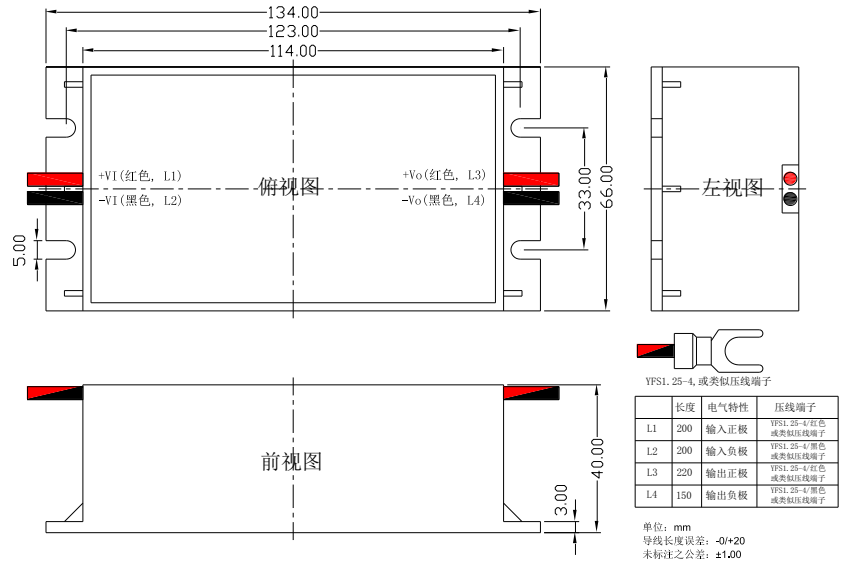 134.00
123.00
114.00
+VI(红色, L1)
-VI(黑色, L2)
俯视图
+Vo(红色, L3)
-Vo(黑色, L4)
5.00
33.00
66.00
左视图
前视图
3.00
40.00
YFS1.25-4,或类似压线端子
长度 电气特性 压线端子
L1 200 输入正极 YFS1.25-4/红色
或类似压线端子
L2 200 输入负极 YFS1.25-4/黑色
或类似压线端子
L3 220 输出正极 YFS1.25-4/红色
或类似压线端子
L4 150 输出负极 YFS1.25-4/黑色
或类似压线端子
单位: mm
导线长度误差: -0/+20
未标注之公差: ±1.00